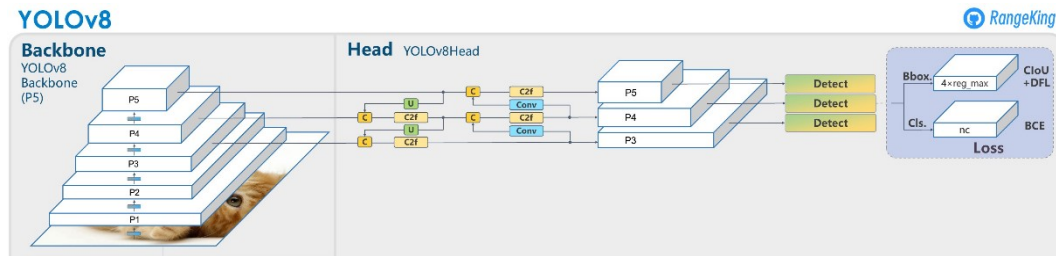 YOLOv8
RangeKing
Backbone
YOLOv8
Backbone
(P5)
P5
P4
P3
P2
P1
Head YOLOv8Head
C C2f
U Conv
C C2f C C2f
U Conv
C C2f
P5
P4
P3
Detect
Detect
Detect
Bbox. 4×reg_max CIoU
+DFL
Cls. nc BCE
Loss